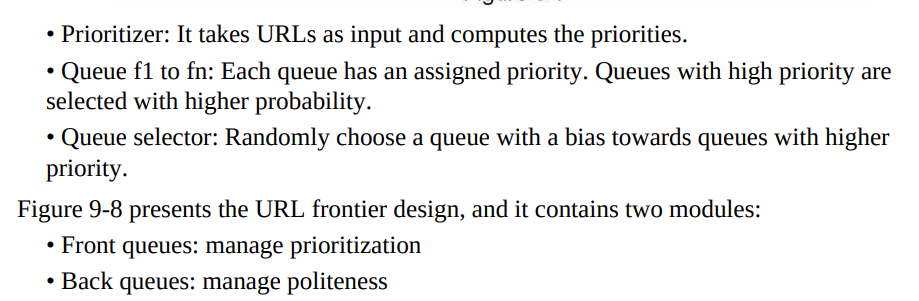 • Prioritizer: It takes URLs as input and computes the priorities.
• Queue f1 to fn: Each queue has an assigned priority. Queues with high priority are
selected with higher probability.
• Queue selector: Randomly choose a queue with a bias towards queues with higher
priority.
Figure 9-8 presents the URL frontier design, and it contains two modules:
• Front queues: manage prioritization
• Back queues: manage politeness